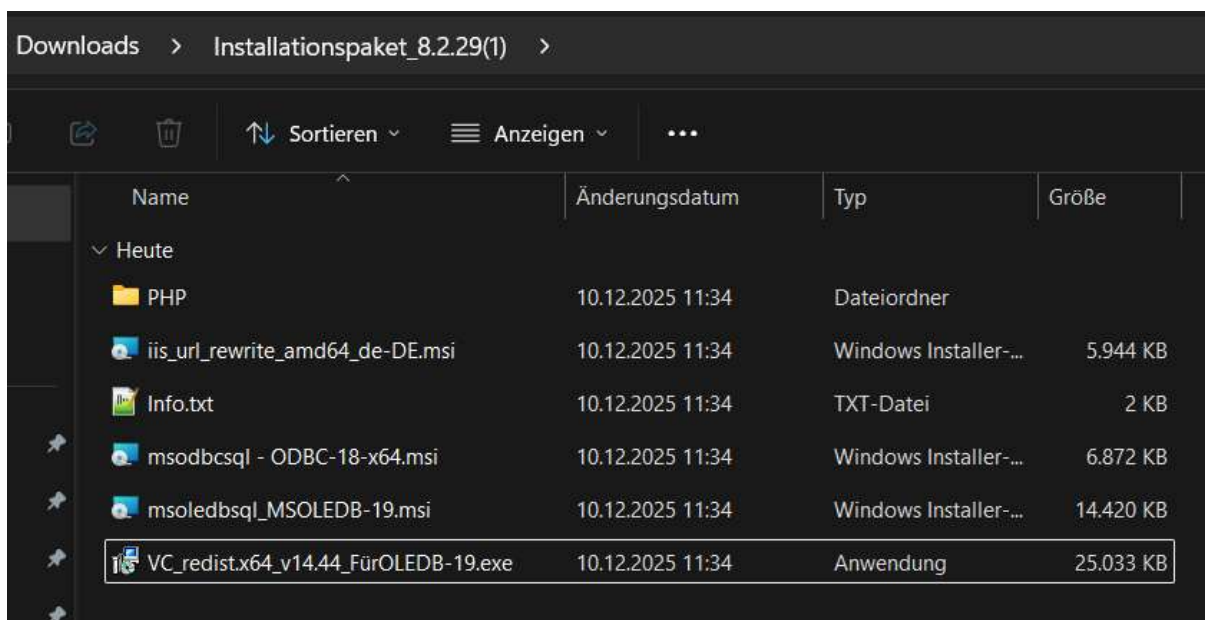 Downloads > Installationspaket_8.2.29(1) >
Sortieren Anzeigen ...
Name Änderungsdatum Typ Größe
Heute
PHP 10.12.2025 11:34 Dateiordner
iis_url_rewrite_amd64_de-DE.msi 10.12.2025 11:34 Windows Installer-... 5.944 KB
Info.txt 10.12.2025 11:34 TXT-Datei 2 KB
msodbcsql - ODBC-18-x64.msi 10.12.2025 11:34 Windows Installer-... 6.872 KB
msoledbsql_MSOLEDB-19.msi 10.12.2025 11:34 Windows Installer-... 14.420 KB
VC_redist.x64_v14.44_FürOLEDB-19.exe 10.12.2025 11:34 Anwendung 25.033 KB